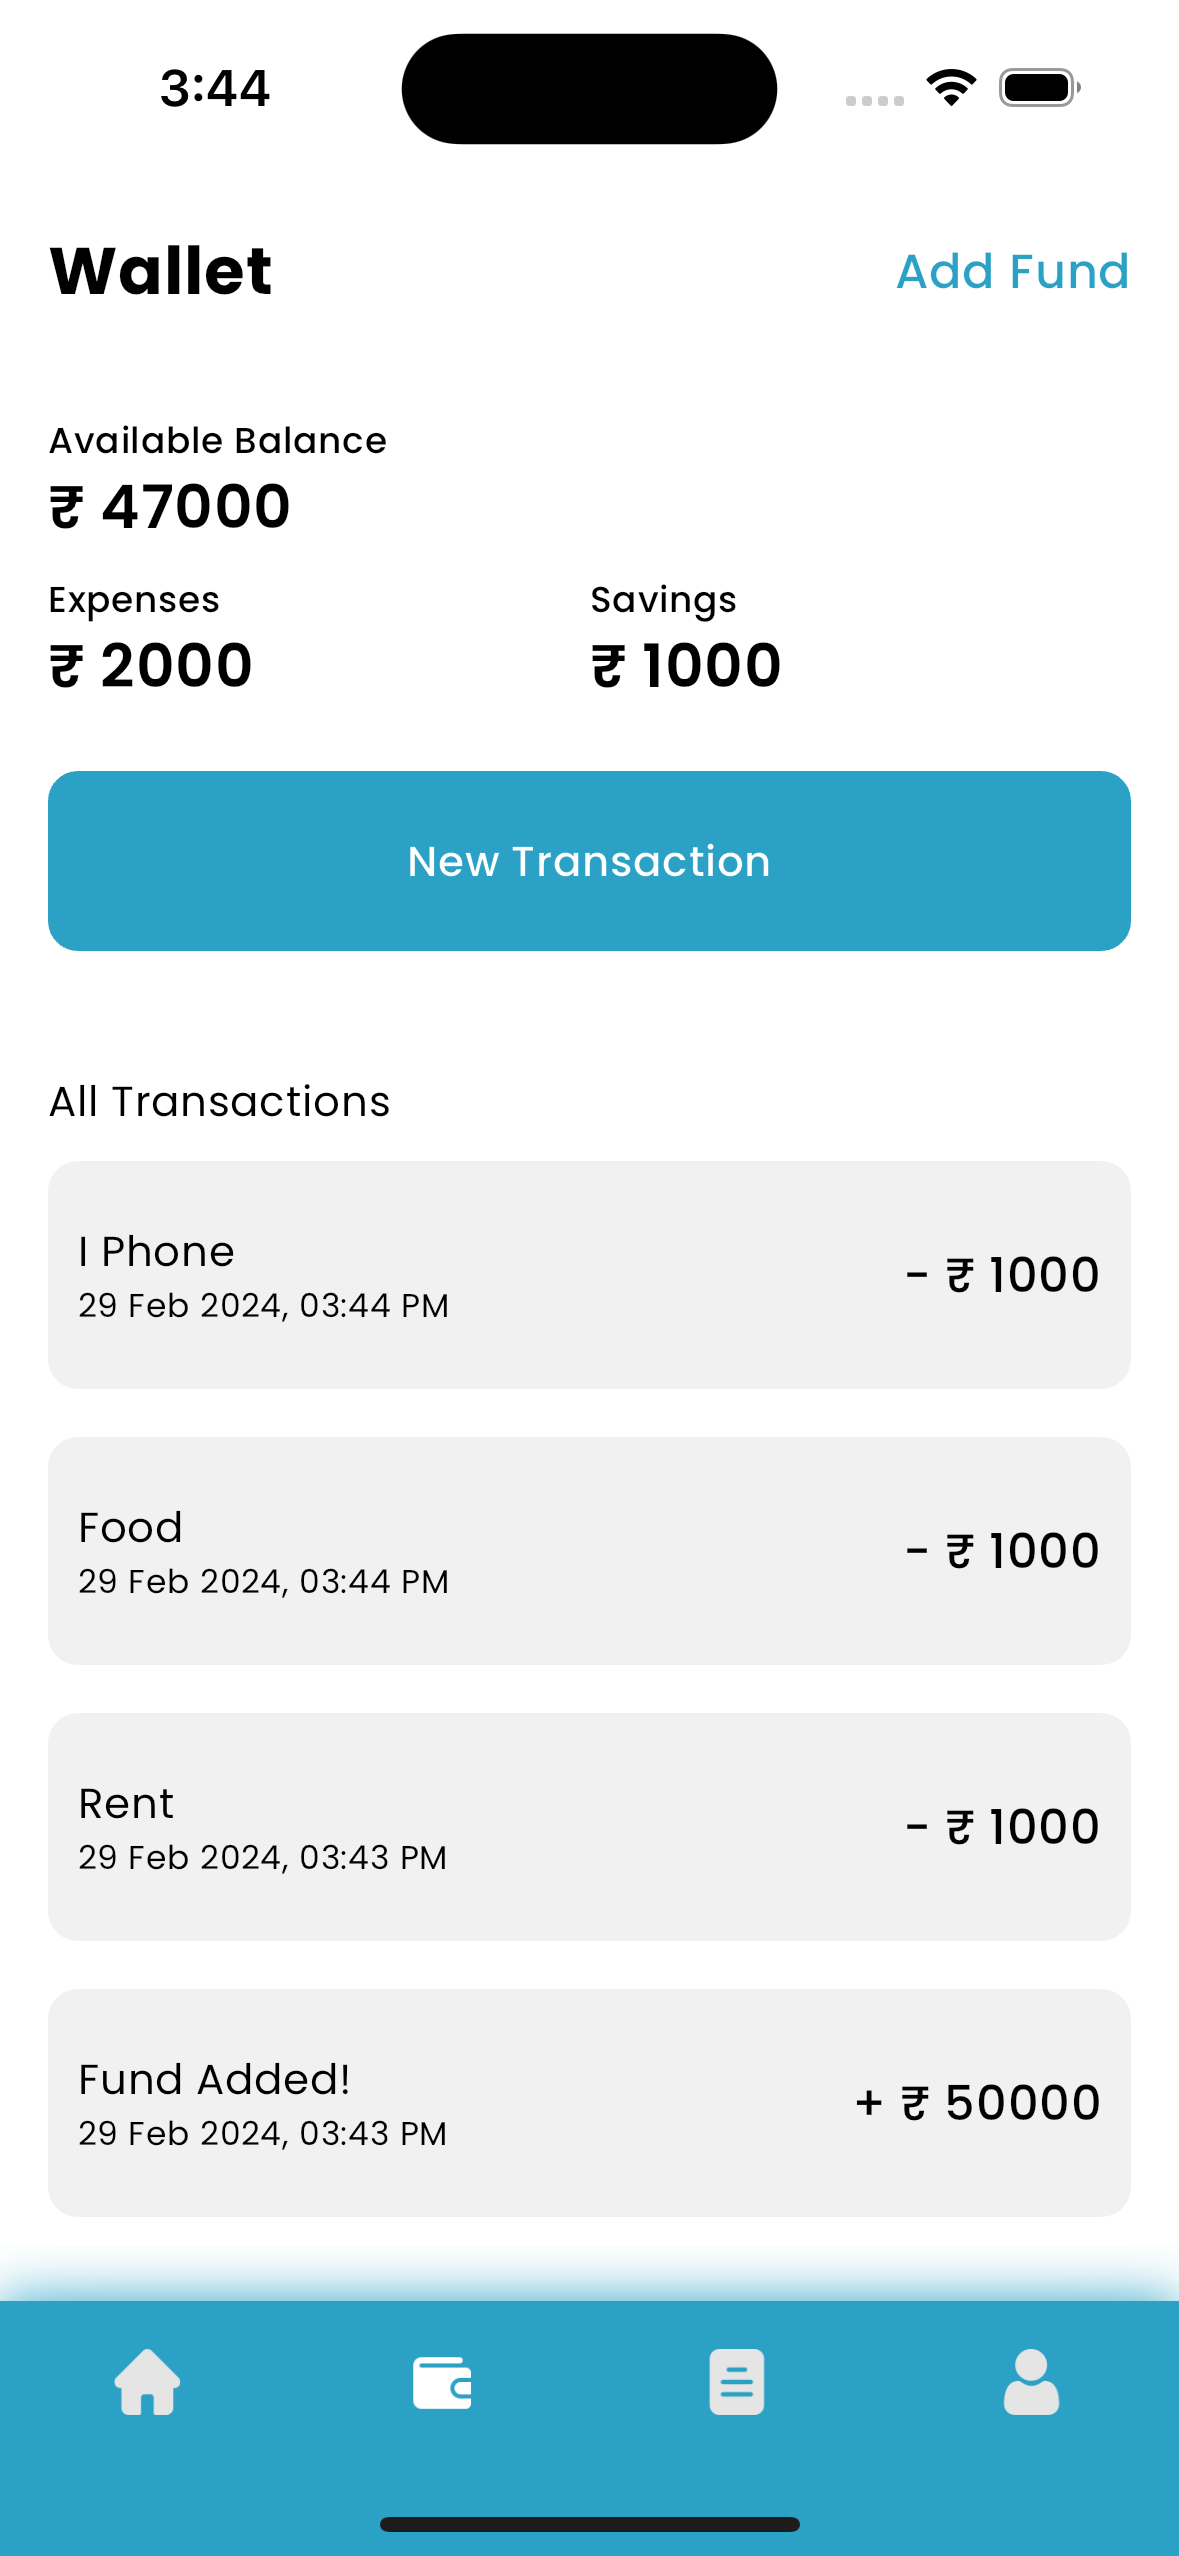 3:44
Wallet
Add Fund
Available Balance
₹ 47000
Expenses
Savings
₹ 2000
₹ 1000
New Transaction
All Transactions
I Phone
29 Feb 2024, 03:44 PM
- ₹ 1000
Food
29 Feb 2024, 03:44 PM
- ₹ 1000
Rent
29 Feb 2024, 03:43 PM
- ₹ 1000
Fund Added!
29 Feb 2024, 03:43 PM
+ ₹ 50000